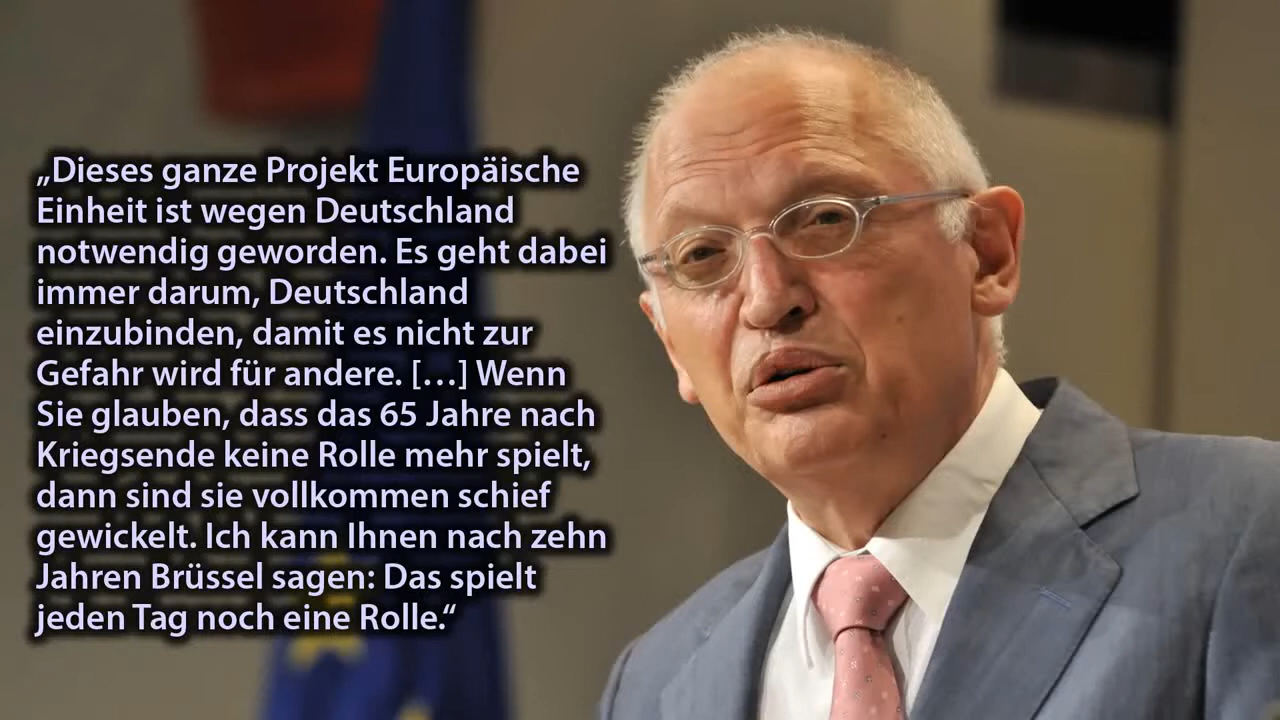 „Dieses ganze Projekt Europäische
Einheit ist wegen Deutschland
notwendig geworden. Es geht dabei
immer darum, Deutschland
einzubinden, damit es nicht zur
Gefahr wird für andere. […] Wenn
Sie glauben, dass das 65 Jahre nach
Kriegsende keine Rolle mehr spielt,
dann sind sie vollkommen schief
gewickelt. Ich kann Ihnen nach zehn
Jahren Brüssel sagen: Das spielt
jeden Tag noch eine Rolle.“